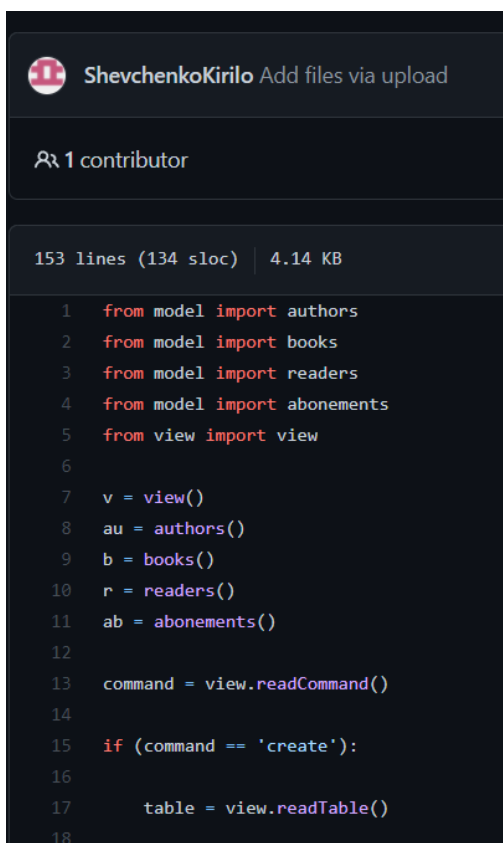 ShevchenkoKirilo Add files via upload
1 contributor
153 lines (134 sloc) 4.14 KB
1 from model import authors
2 from model import books
3 from model import readers
4 from model import abonements
5 from view import view
6
7 v = view()
8 au = authors()
9 b = books()
10 r = readers()
11 ab = abonements()
12
13 command = view.readCommand()
14
15 if (command == 'create'):
16
17     table = view.readTable()
18